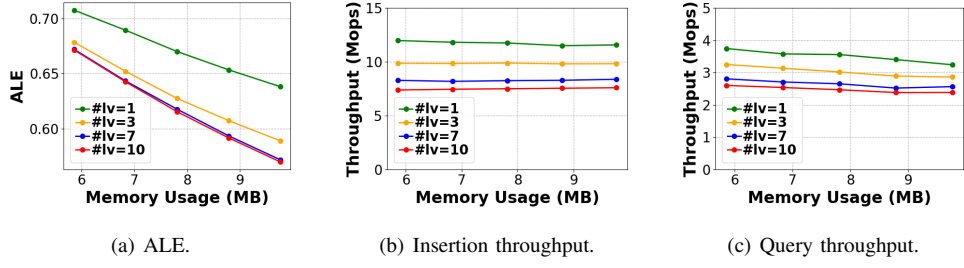 ALE
0.70
0.65
0.60
#lv=1
#lv=3
#lv=7
#lv=10
6 7 8 9
Memory Usage (MB)
(a) ALE.
Throughput (Mops)
15
10
5
0
#lv=1
#lv=3
#lv=7
#lv=10
6 7 8 9
Memory Usage (MB)
(b) Insertion throughput.
Throughput (Mops)
5
4
3
2
1
0
#lv=1
#lv=3
#lv=7
#lv=10
6 7 8 9
Memory Usage (MB)
(c) Query throughput.